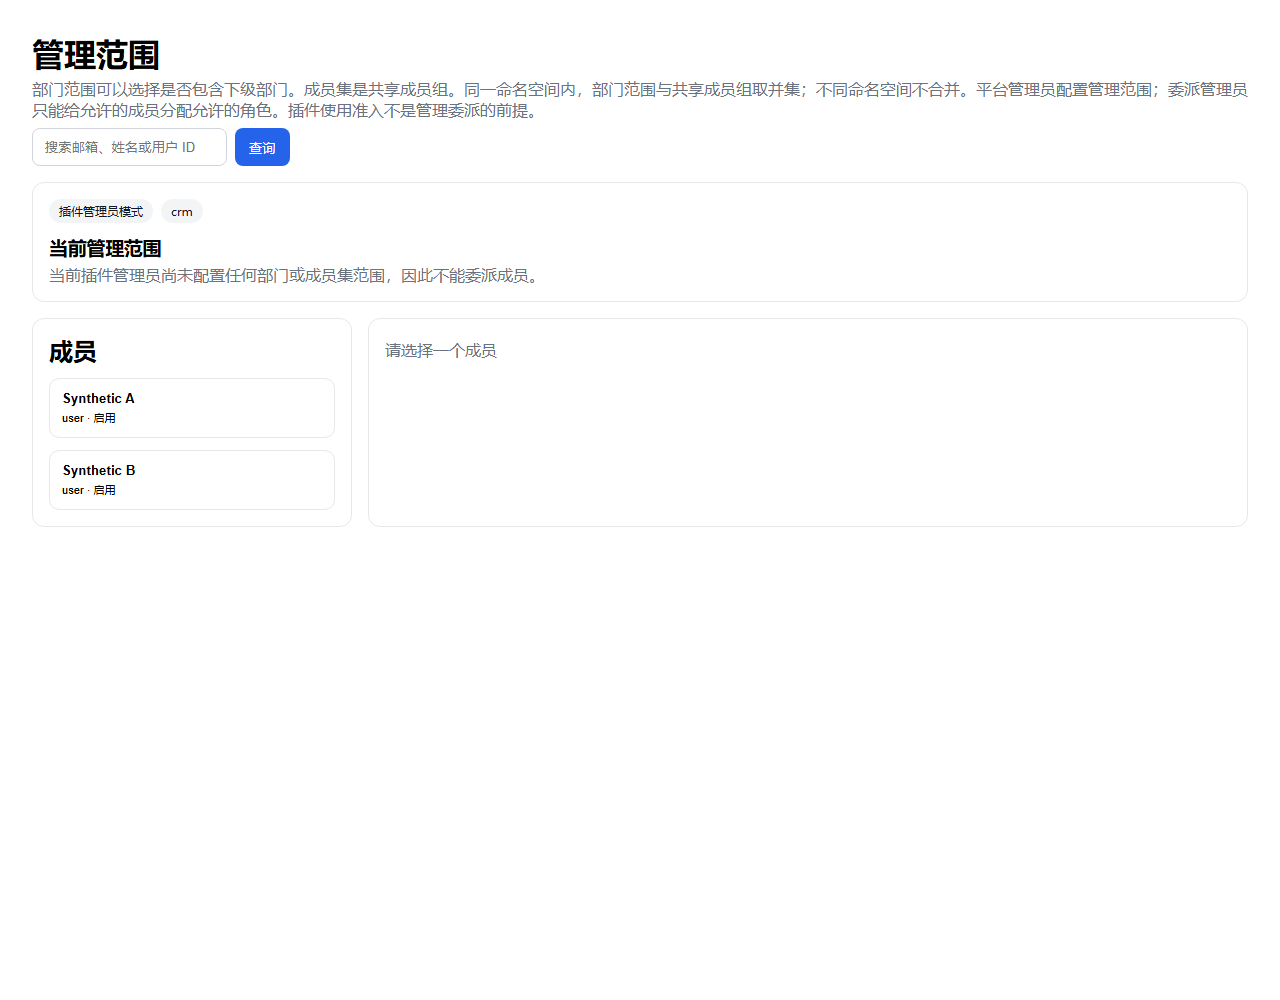 管理范围
部门范围可以选择是否包含下级部门。成员集是共享成员组。同一命名空间内，部门范围与共享成员组取并集；不同命名空间不合并。平台管理员配置管理范围；委派管理员
只能给允许的成员分配允许的角色。插件使用准入不是管理委派的前提。
搜索邮箱、姓名或用户 ID
查询
插件管理员模式
crm
当前管理范围
当前插件管理员尚未配置任何部门或成员集范围，因此不能委派成员。
成员
Synthetic A
user · 启用
Synthetic B
user · 启用
请选择一个成员